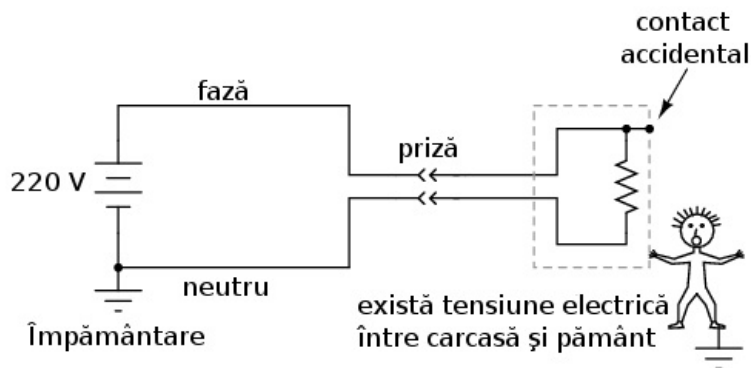 contact
accidental
fază
priză
220 V
neutru
Împământare
există tensiune electrică
între carcasă şi pământ